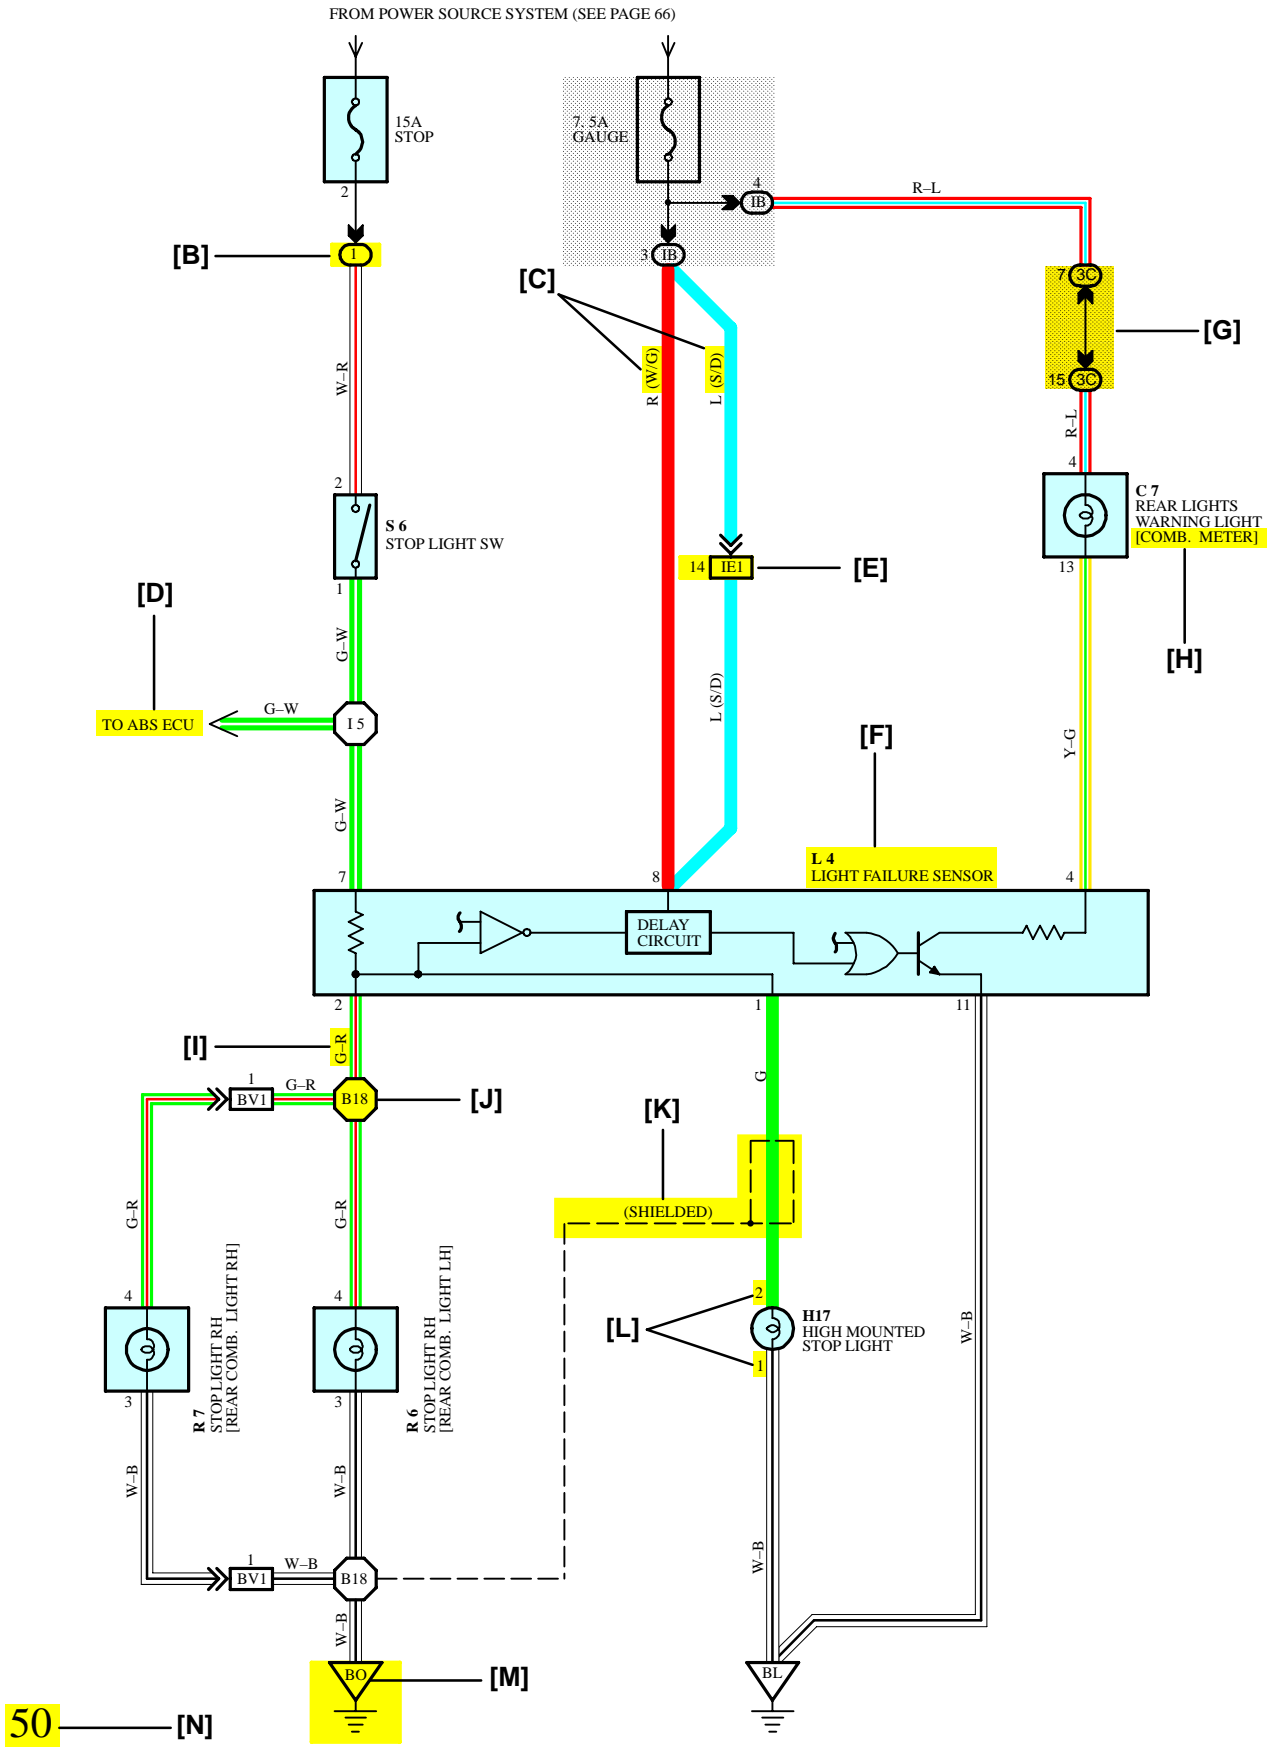 FROM POWER SOURCE SYSTEM (SEE PAGE 66)
15A
STOP
2
7. 5A
GAUGE
4
IB
R–L
[B]
1
3
IB
[C]
7
3C
[G]
15
3C
W–R
R (W/G)
L (S/D)
R–L
2
S 6
STOP LIGHT SW
1
4
C 7
REAR LIGHTS
WARNING LIGHT
[COMB. METER]
13
14
IE1
[E]
[D]
[H]
G–W
L (S/D)
TO ABS ECU
G–W
I 5
Y–G
[F]
G–W
L 4
LIGHT FAILURE SENSOR
7
8
4
DELAY
CIRCUIT
2
1
11
[I]
G–R
G
1
BV1
G–R
B18
[J]
[K]
(SHIELDED)
G–R
G–R
4
R 7
STOP LIGHT RH
[REAR COMB. LIGHT RH]
3
4
R 6
STOP LIGHT RH
[REAR COMB. LIGHT LH]
3
[L]
2
1
H17
HIGH MOUNTED
STOP LIGHT
W–B
W–B
W–B
W–B
1
BV1
W–B
B18
W–B
BO
[M]
BL
50
[N]